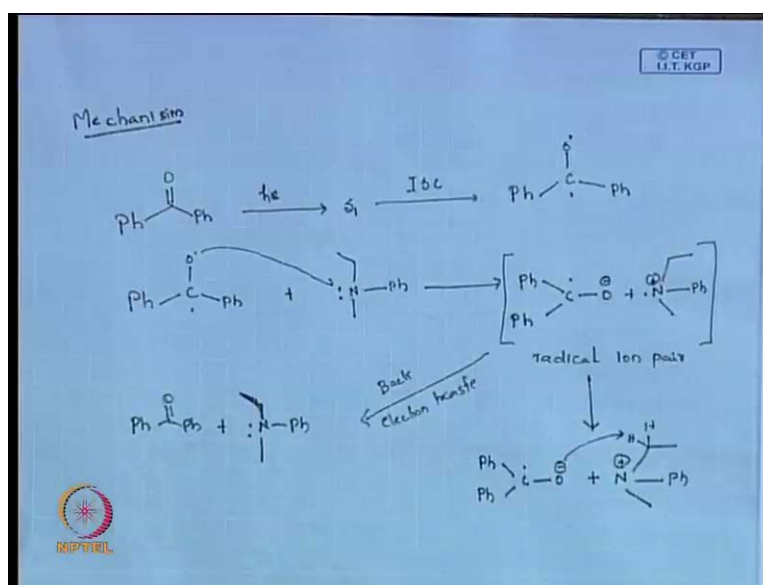 © CET
I.I.T. KGP
Mechanism
O
Ph Ph hν S₁ ISC Ph C Ph
O
Ph C Ph + :N Ph Ph C O ⊖ + N ⊕ Ph
Ph
radical Ion pair
Back
electron transfe
O
Ph Ph + :N Ph
H
H
Ph C O ⊖ + N ⊕ Ph
Ph
NPTEL